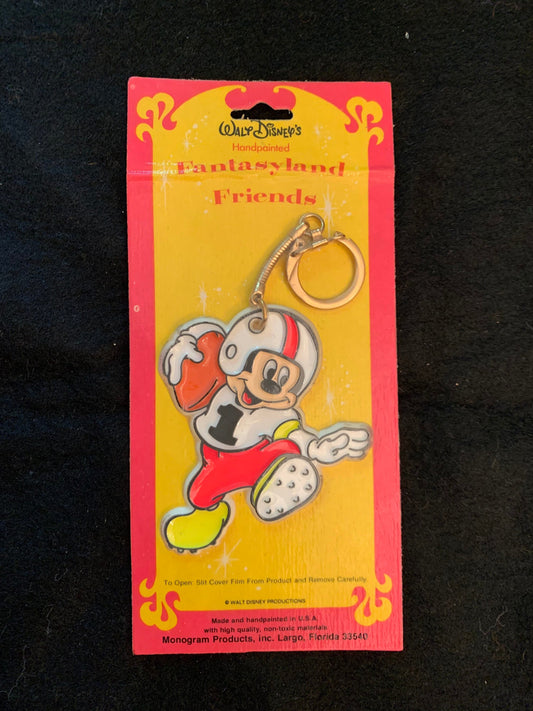 WALT DISNEY'S
Handpainted
Fantasyland
Friends
1
To Open: Slit Cover Film From Product and Remove Carefully.
© WALT DISNEY PRODUCTIONS
Made and handpainted in U.S.A.
with high quality, non-toxic materials.
Monogram Products, Inc. Largo, Florida 33540